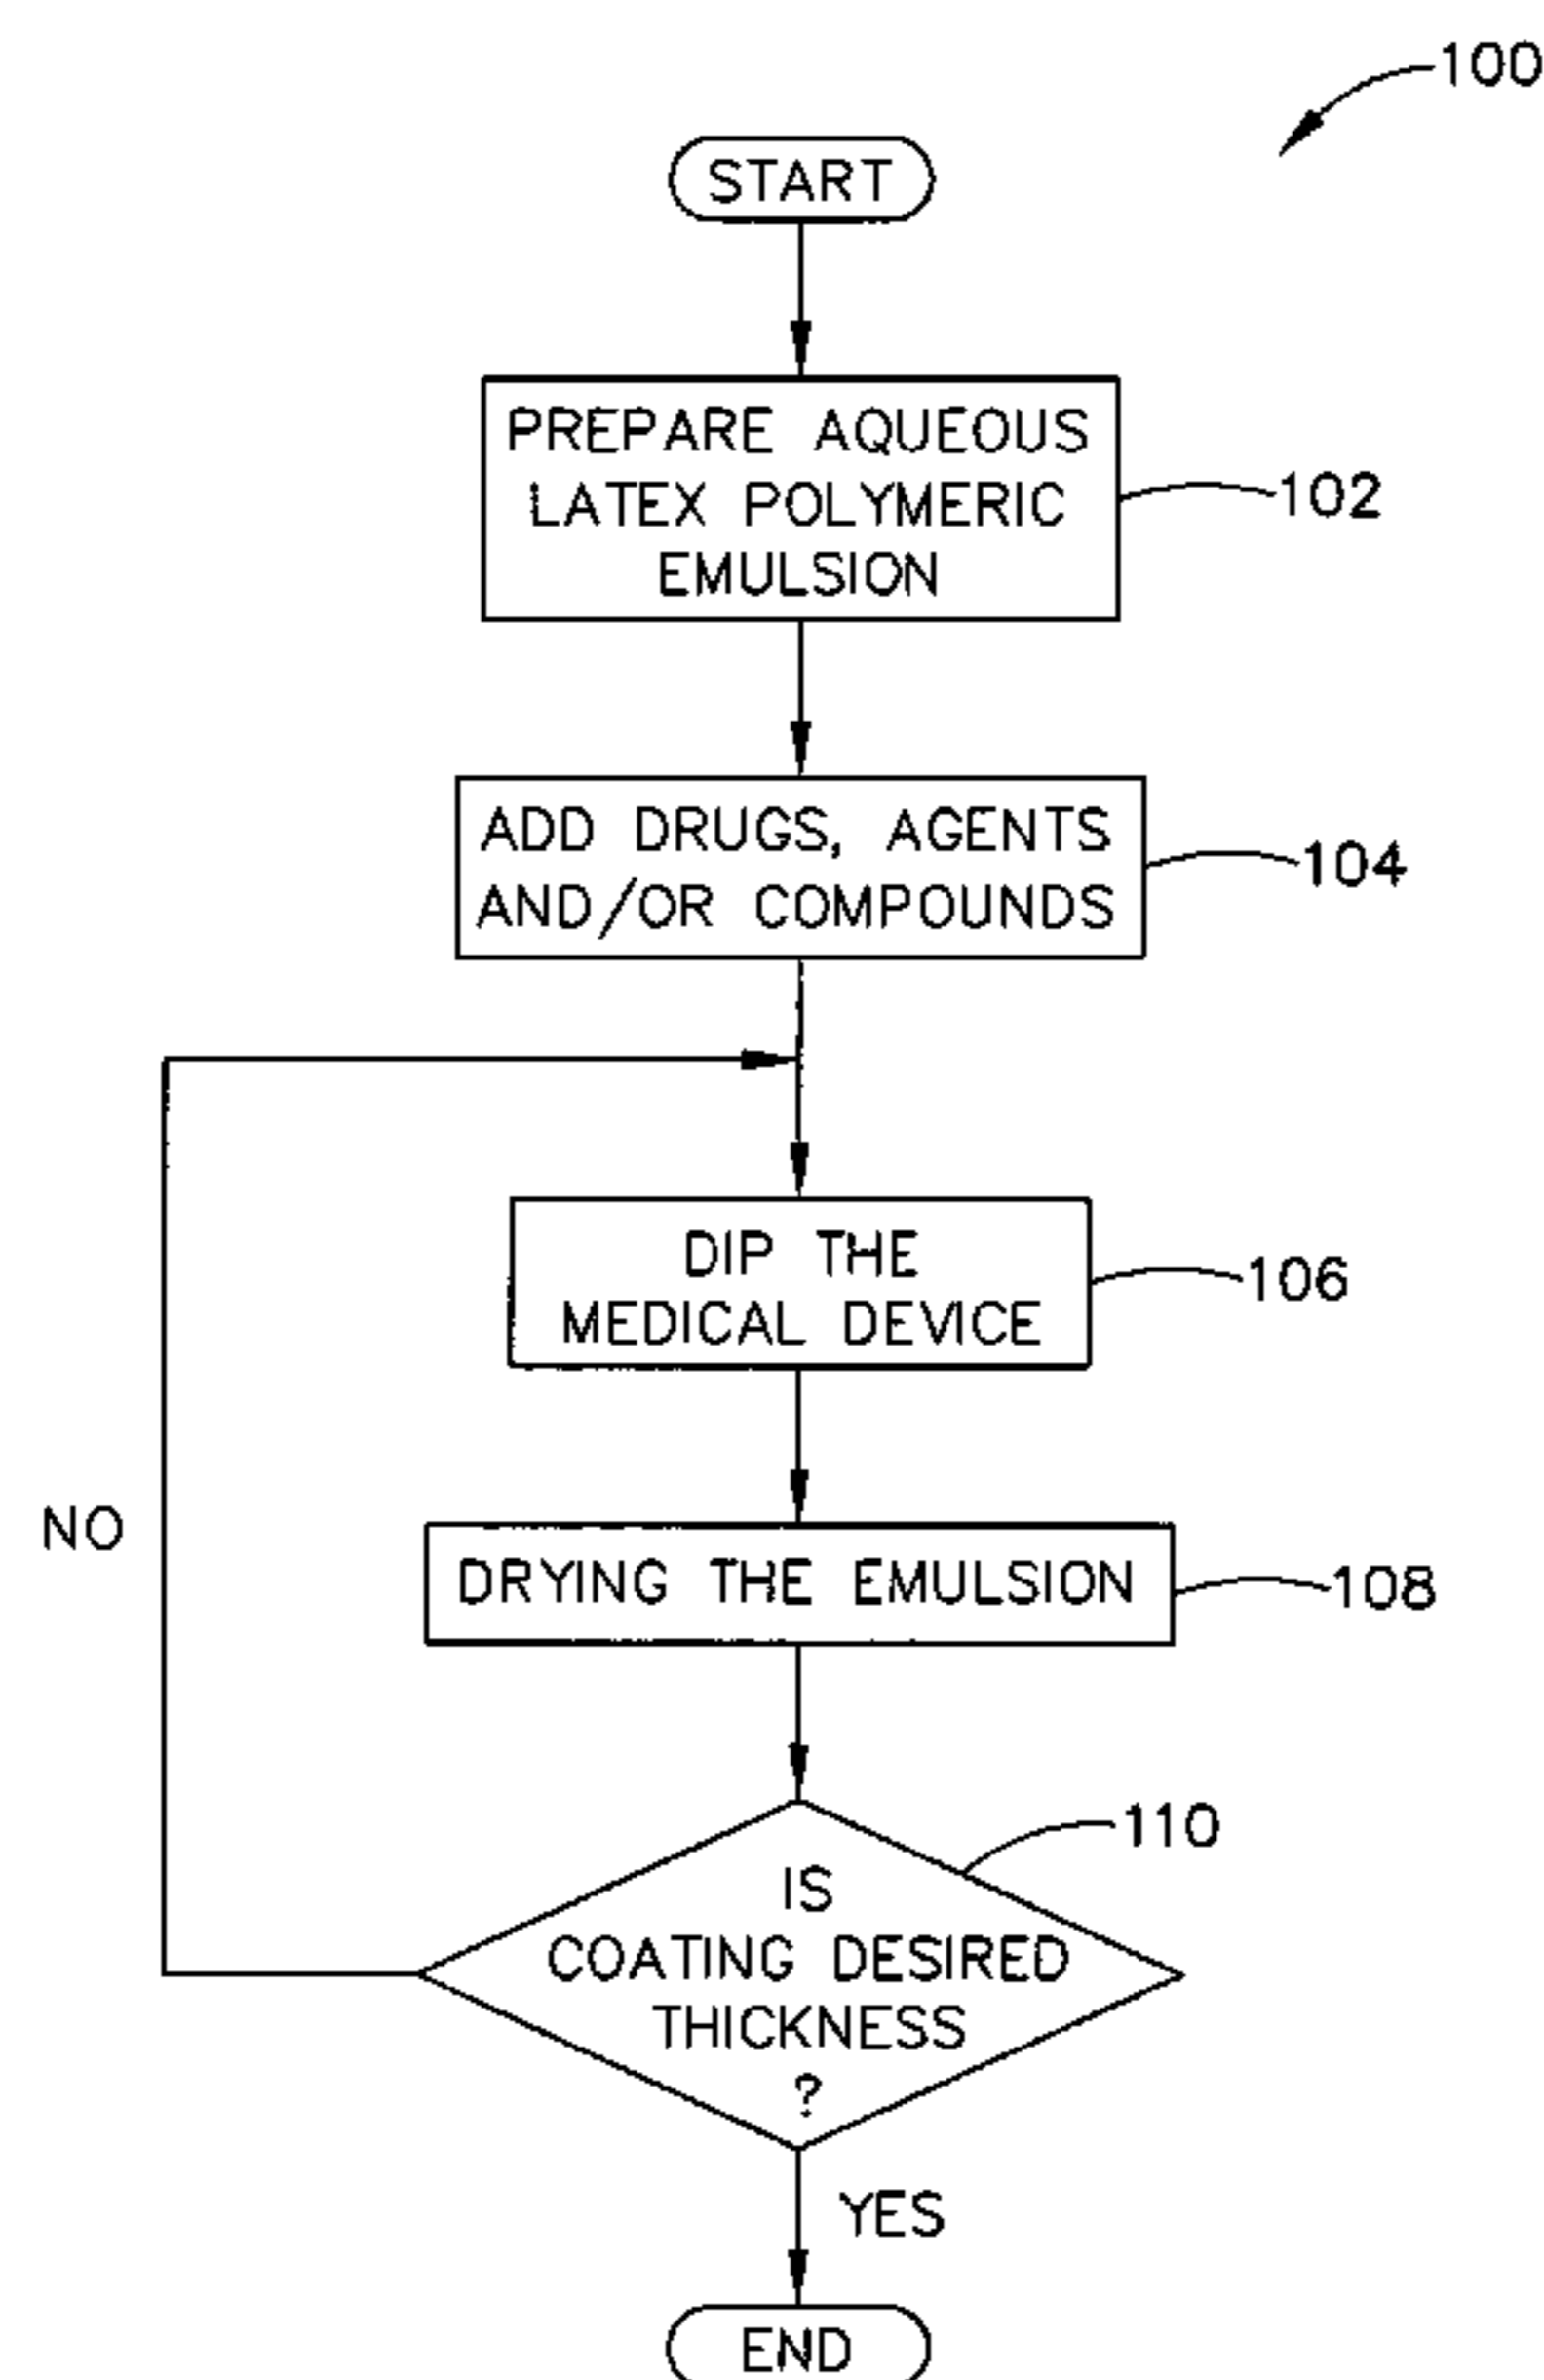 100
START
PREPARE AQUEOUS
LATEX POLYMERIC
EMULSION
102
ADD DRUGS, AGENTS
AND/OR COMPOUNDS
104
DIP THE
MEDICAL DEVICE
106
NO
DRYING THE EMULSION
108
110
IS
COATING DESIRED
THICKNESS
?
YES
END